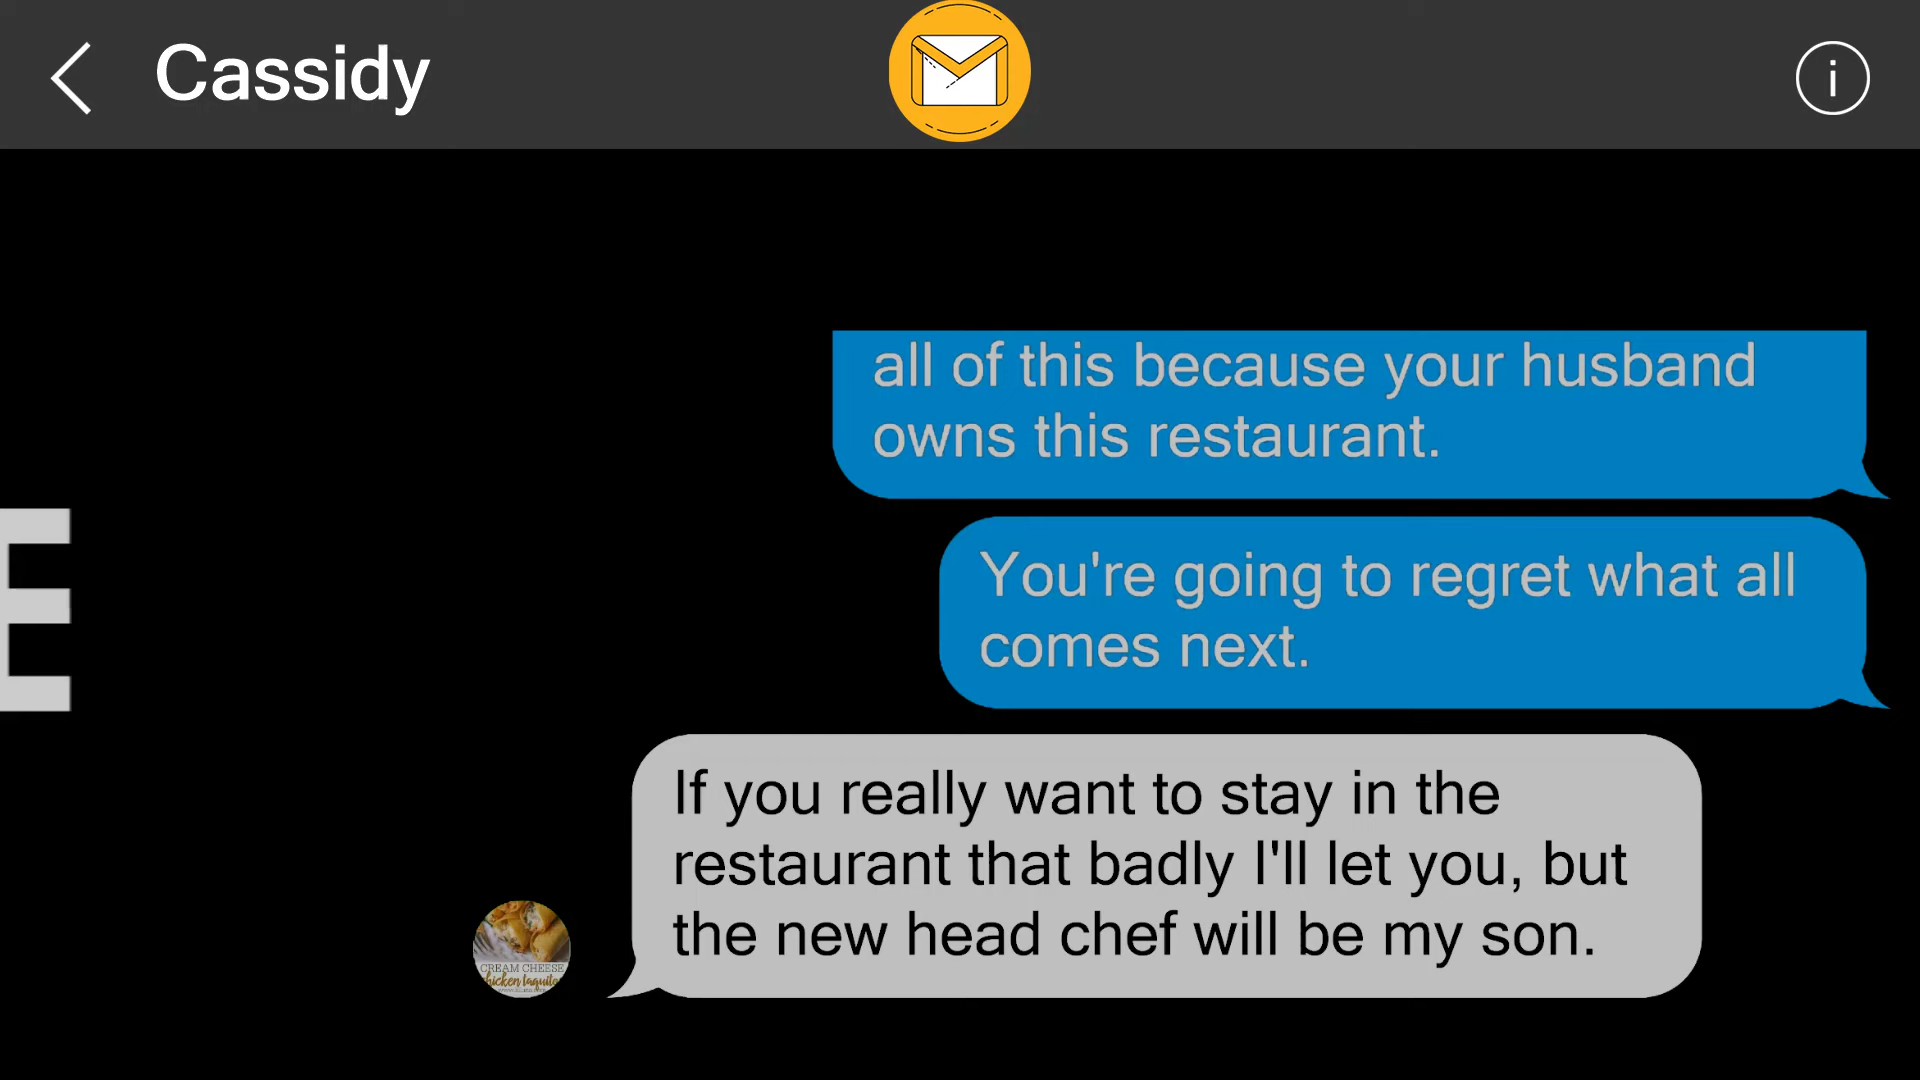 Cassidy
i
all of this because your husband
owns this restaurant.
You're going to regret what all
comes next.
E
If you really want to stay in the
restaurant that badly I'll let you, but
the new head chef will be my son.
CREAM CHEESE